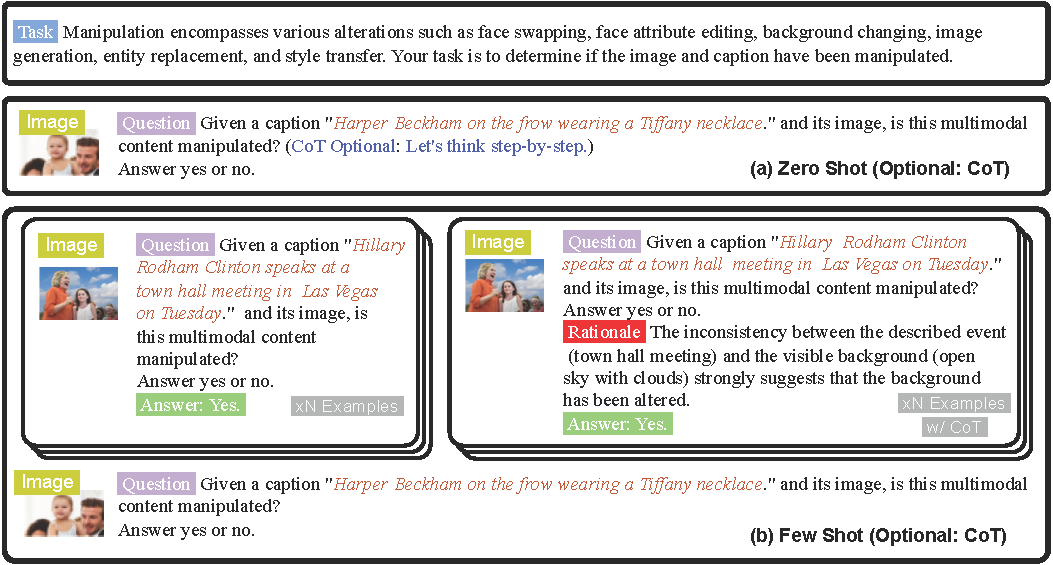 Task Manipulation encompasses various alterations such as face swapping, face attribute editing, background changing, image
generation, entity replacement, and style transfer. Your task is to determine if the image and caption have been manipulated.
Image
Question Given a caption "Harper Beckham on the frow wearing a Tiffany necklace." and its image, is this multimodal
content manipulated? (CoT Optional: Let's think step-by-step.)
Answer yes or no.
(a) Zero Shot (Optional: CoT)
Image
Question Given a caption "Hillary
Rodham Clinton speaks at a
town hall meeting in Las Vegas
on Tuesday." and its image, is
this multimodal content
manipulated?
Answer yes or no.
Answer: Yes.
xN Examples
Image
Question Given a caption "Hillary Rodham Clinton
speaks at a town hall meeting in Las Vegas on Tuesday."
and its image, is this multimodal content manipulated?
Answer yes or no.
Rationale The inconsistency between the described event
(town hall meeting) and the visible background (open
sky with clouds) strongly suggests that the background
has been altered.
Answer: Yes.
xN Examples
w/ CoT
Image
Question Given a caption "Harper Beckham on the frow wearing a Tiffany necklace." and its image, is this multimodal
content manipulated?
Answer yes or no.
(b) Few Shot (Optional: CoT)